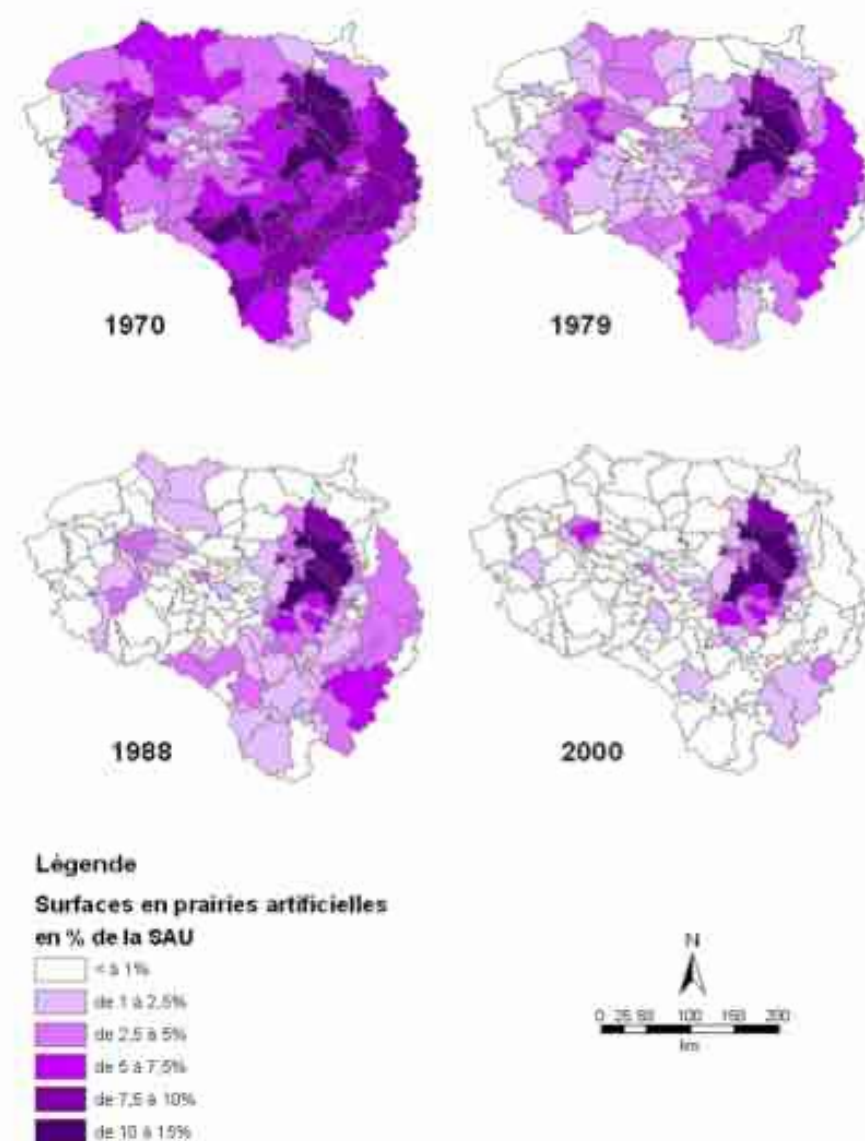 1970
1979
1988
2000
Légende
Surfaces en prairies artificielles
en % de la SAU
< à 1%
de 1 à 2,5%
de 2,5 à 5%
de 5 à 7,5%
de 7,5 à 10%
de 10 à 15%
N
0 25 50 100 150 200
km